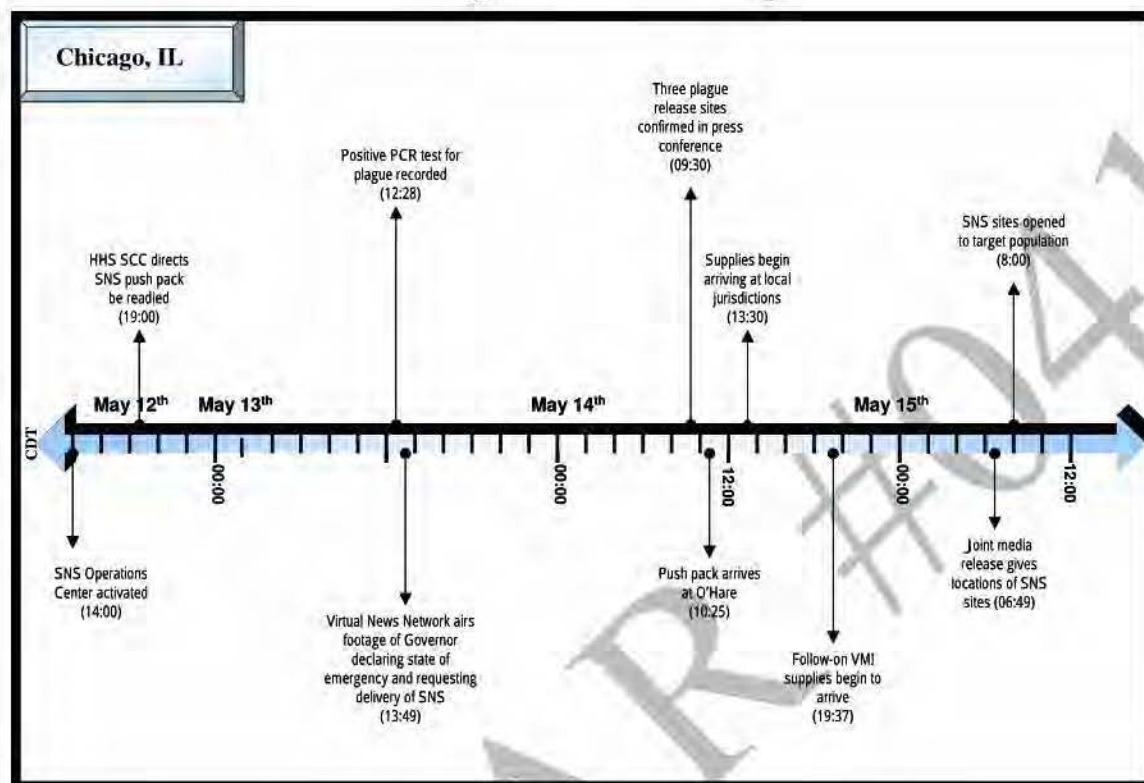 Chicago, IL
Three plague
release sites
confirmed in press
conference
(09:30)
Positive PCR test for
plague recorded
(12:28)
SNS sites opened
to target population
(8:00)
HHS SCC directs
SNS push pack
be readied
(19:00)
Supplies begin
arriving at local
jurisdictions
(13:30)
May 12th
May 13th
May 14th
May 15th
CDT
00:00
00:00
12:00
00:00
12:00
SNS Operations
Center activated
(14:00)
Virtual News Network airs
footage of Governor
declaring state of
emergency and requesting
delivery of SNS
(13:49)
Push pack arrives
at O'Hare
(10:25)
Follow-on VMI
supplies begin to
arrive
(19:37)
Joint media
release gives
locations of SNS
sites (06:49)